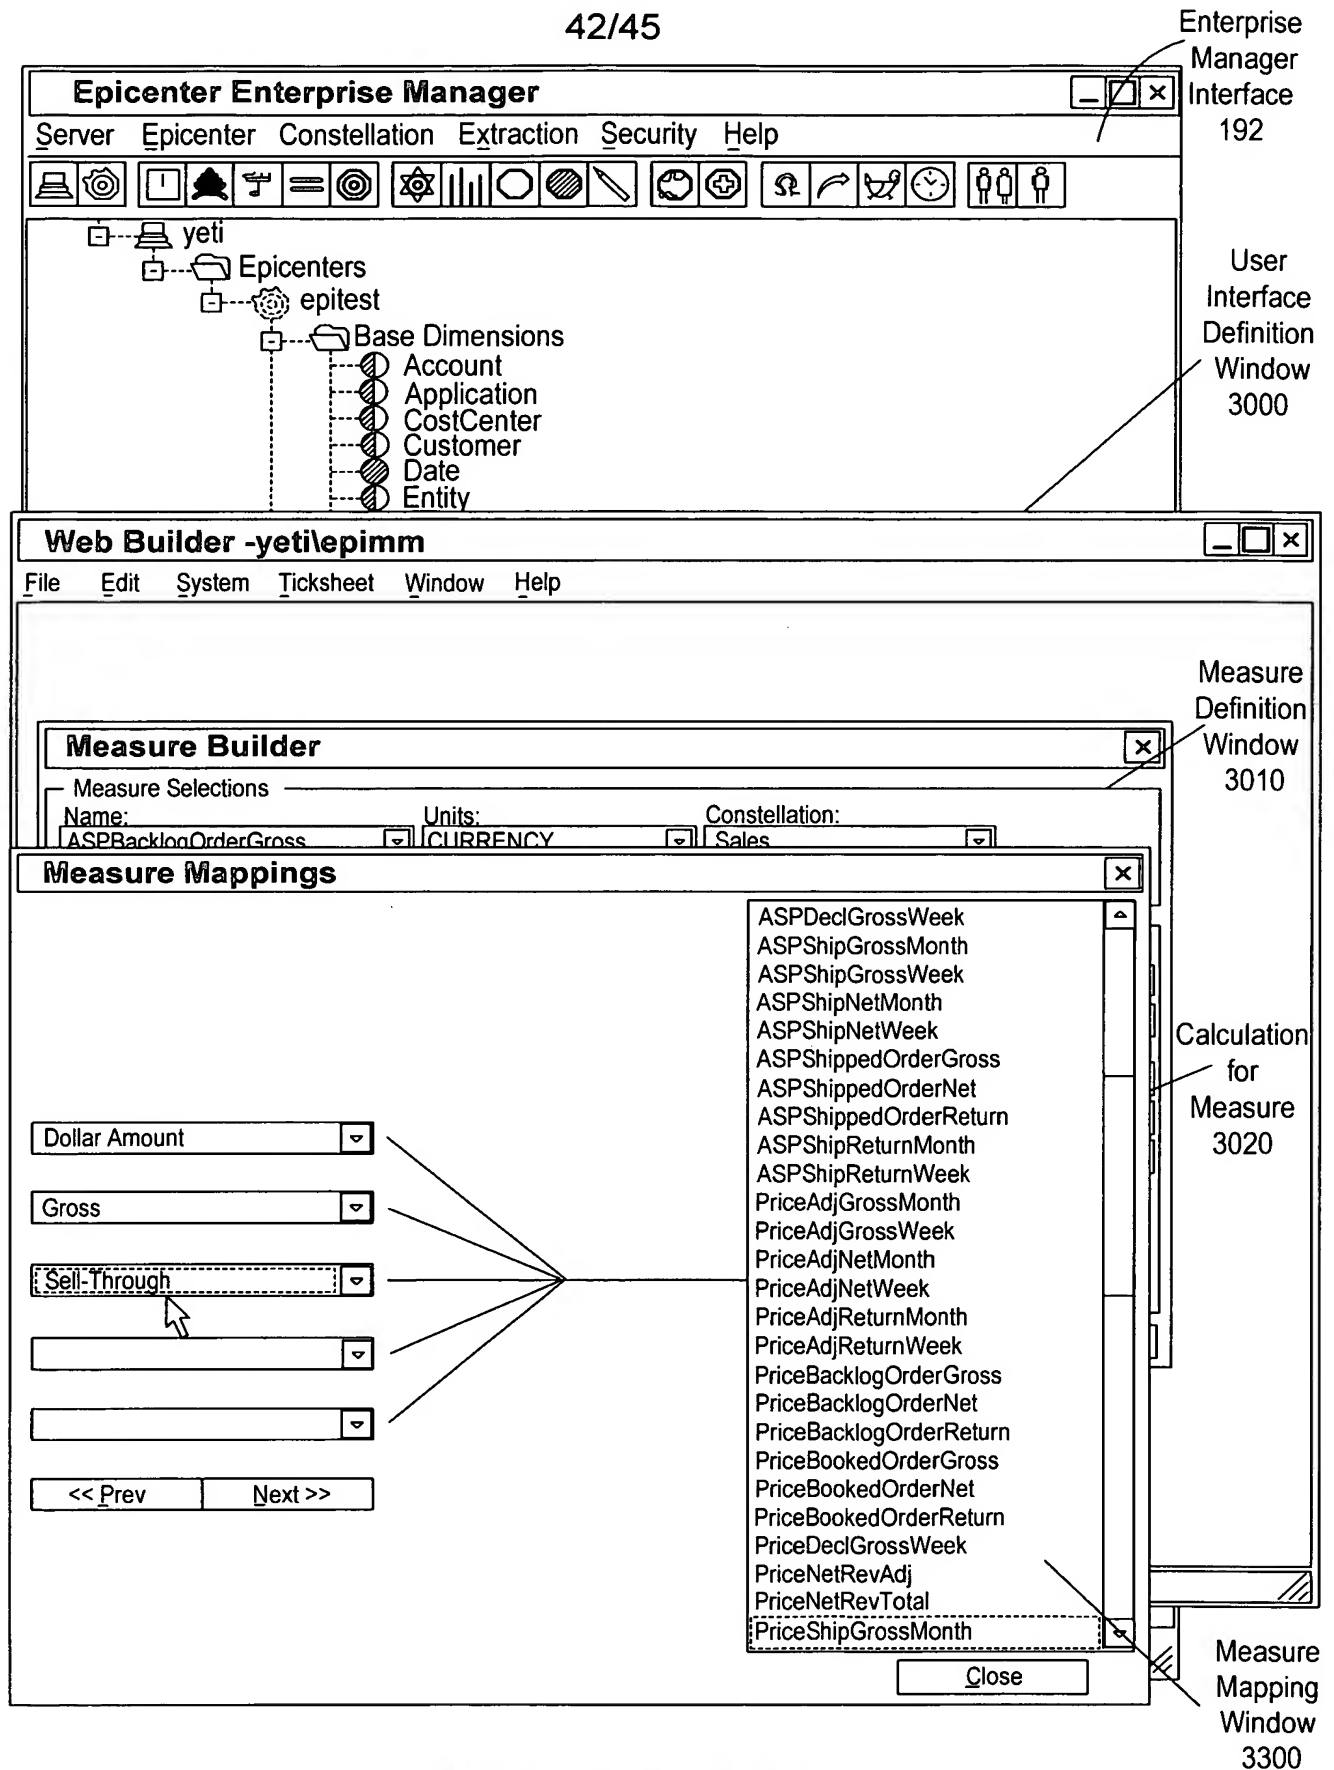 42/45
Enterprise
Manager
Interface
192
Epicenter Enterprise Manager
Server Epicenter Constellation Extraction Security Help
yeti
Epicenters
epitest
Base Dimensions
Account
Application
CostCenter
Customer
Date
Entity
User
Interface
Definition
Window
3000
Web Builder -yeti\epimm
File Edit System Ticksheet Window Help
Measure
Definition
Window
3010
Measure Builder
Measure Selections
Name: Units: Constellation:
ASPBacklogOrderGross CURRENCY Sales
Measure Mappings
ASPDeclGrossWeek
ASPShipGrossMonth
ASPShipGrossWeek
ASPShipNetMonth
ASPShipNetWeek
ASPShippedOrderGross
ASPShippedOrderNet
ASPShippedOrderReturn
ASPShipReturnMonth
ASPShipReturnWeek
PriceAdjGrossMonth
PriceAdjGrossWeek
PriceAdjNetMonth
PriceAdjNetWeek
PriceAdjReturnMonth
PriceAdjReturnWeek
PriceBacklogOrderGross
PriceBacklogOrderNet
PriceBacklogOrderReturn
PriceBookedOrderGross
PriceBookedOrderNet
PriceBookedOrderReturn
PriceDeclGrossWeek
PriceNetRevAdj
PriceNetRevTotal
PriceShipGrossMonth
Calculation
for
Measure
3020
Dollar Amount
Gross
Sell-Through
<< Prev Next >>
Close
Measure
Mapping
Window
3300